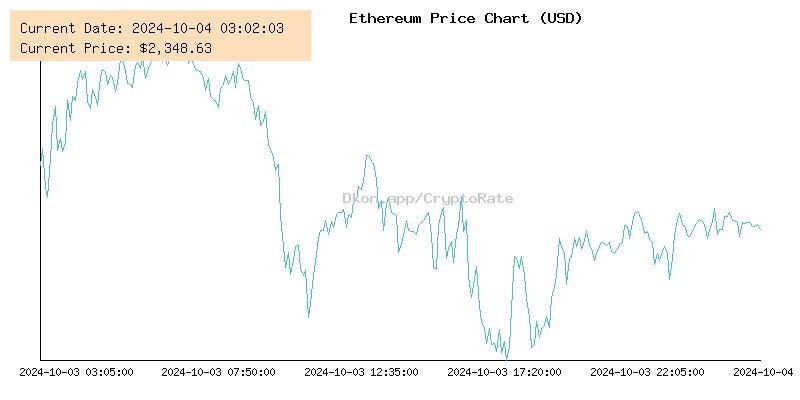 Ethereum Price Chart (USD)
Current Date: 2024-10-04 03:02:03
Current Price: $2,348.63
Dkon.app/CryptoRate
2024-10-03 03:05:00 2024-10-03 07:50:00 2024-10-03 12:35:00 2024-10-03 17:20:00 2024-10-03 22:05:00 2024-10-04